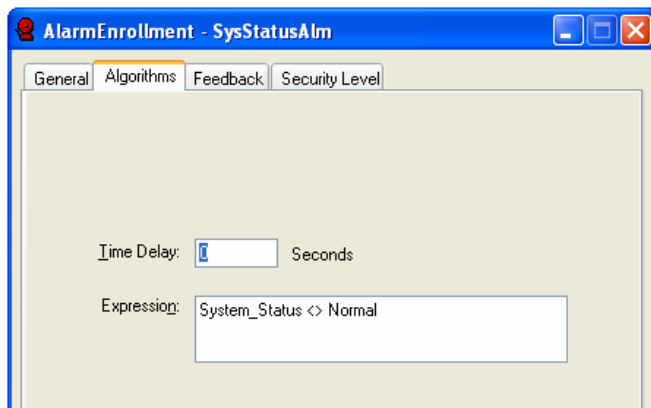 AlarmEnrollment - SysStatusAlm
General Algorithms Feedback Security Level
Time Delay: 0 Seconds
Expression: System_Status <> Normal